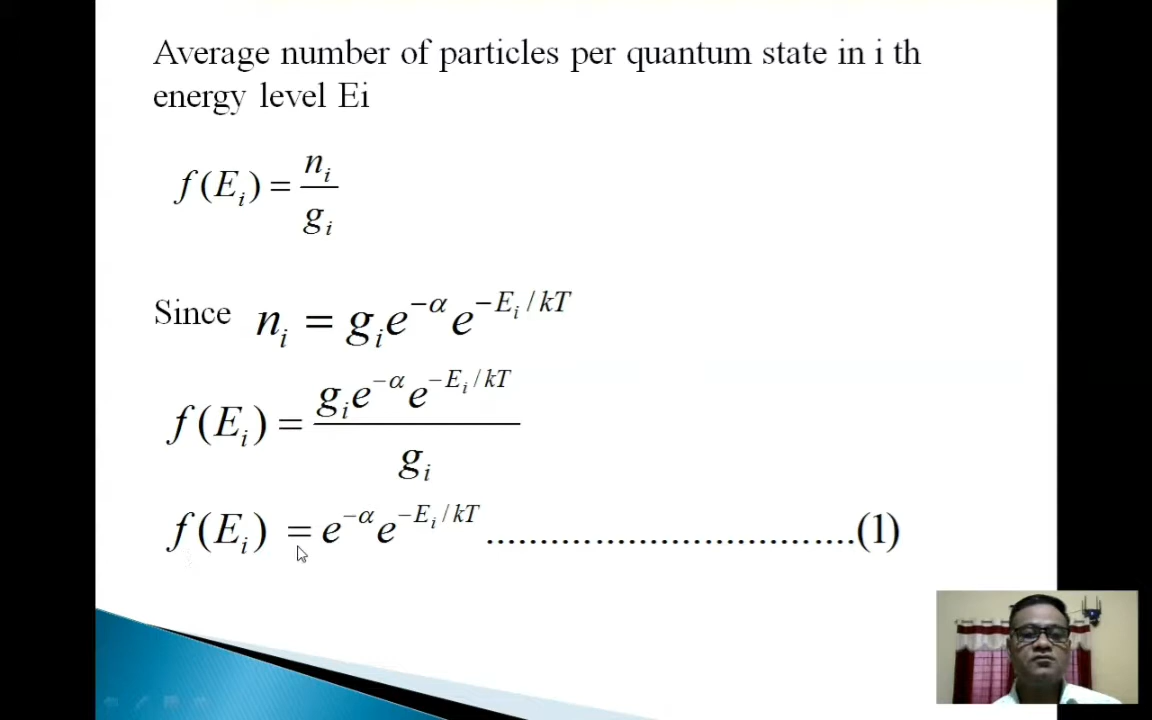 Average number of particles per quantum state in i th
energy level Ei
f(E_i) = n_i / g_i
Since n_i = g_i e^{-α} e^{-E_i/kT}
f(E_i) = g_i e^{-α} e^{-E_i/kT} / g_i
f(E_i) = e^{-α} e^{-E_i/kT} ..................................(1)